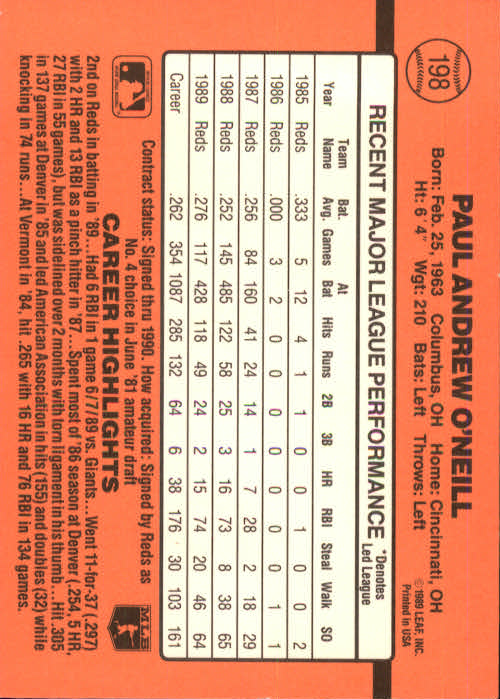 198
PAUL ANDREW O'NEILL
Born: Feb. 25, 1963 Columbus, OH Home: Cincinnati, OH
Ht: 6'4" Wgt: 210 Bats: Left Throws: Left
©1989 LEAF, INC.
Printed in USA
RECENT MAJOR LEAGUE PERFORMANCE *Denotes Led League
Year Team Name Bat. Avg. Games At Bat Hits Runs 2B 3B HR RBI Steal Walk SO
1985 Reds .333 5 12 4 1 1 0 0 1 0 0 2
1986 Reds .000 3 2 0 0 0 0 0 0 0 1 1
1987 Reds .256 84 160 41 24 14 1 7 28 2 18 29
1988 Reds .252 145 485 122 58 25 3 16 73 8 38 65
1989 Reds .276 117 428 118 49 24 2 15 74 20 46 64
Career .262 354 1087 285 132 64 6 38 176 30 103 161
Contract status: Signed thru 1990. How acquired: Signed by Reds as
No. 4 choice in June '81 amateur draft
CAREER HIGHLIGHTS
MLB
2nd on Reds in batting in '89...Had 6 RBI in 1 game 6/7/89 vs. Giants...Went 11-for-37 (.297)
with 2 HR and 13 RBI as a pinch hitter in '87...Spent most of '86 season at Denver (.254, 5 HR,
27 RBI in 55 games), but was sidelined over 2 months with torn ligament in his thumb...Hit .305
in 137 games at Denver in '85 and led American Association in hits (155) and doubles (32) while
knocking in 74 runs...At Vermont in '84, hit .265 with 16 HR and 76 RBI in 134 games.